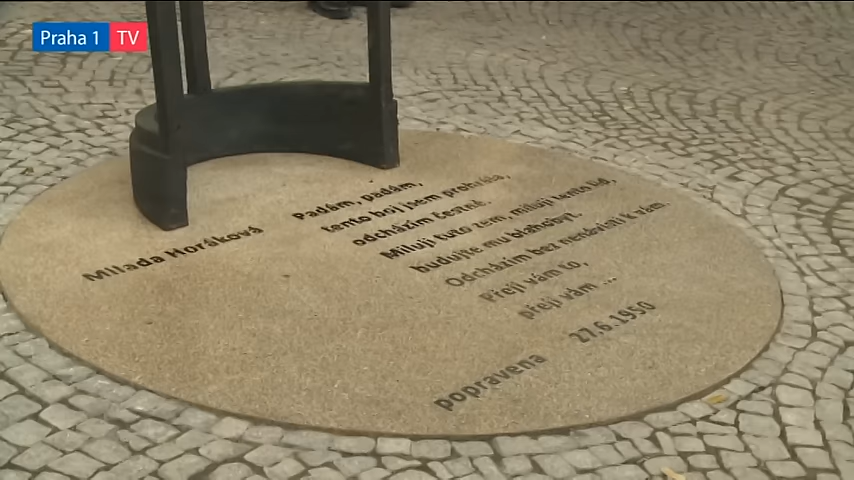 Praha 1 TV
Milada Horáková
Padám, padám,
tento boj jsem prohrála,
odcházím čestně.
Miluji tuto zem, miluji tento lid,
budujte mu blahobyt.
Odcházím bez nenávisti k vám.
Přeji vám to,
přeji vám ...
popravena 27.6.1950